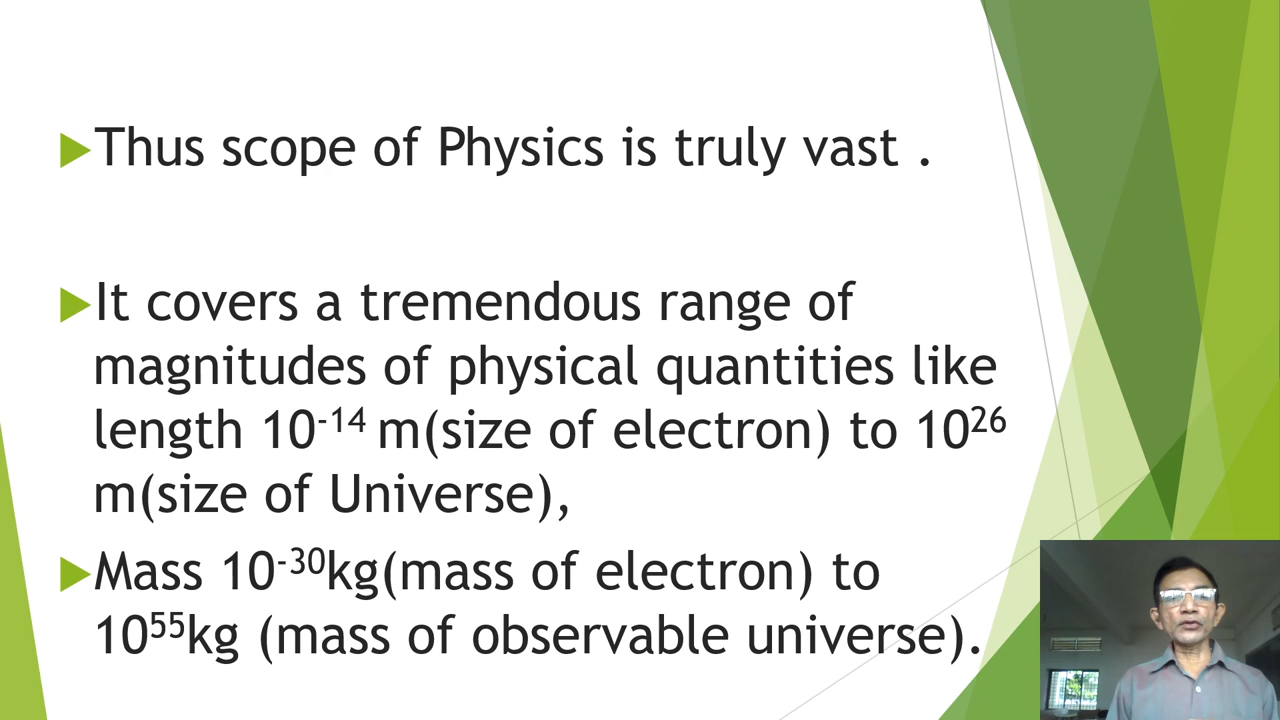 Thus scope of Physics is truly vast .
It covers a tremendous range of
magnitudes of physical quantities like
length 10⁻¹⁴ m(size of electron) to 10²⁶
m(size of Universe),
Mass 10⁻³⁰kg(mass of electron) to
10⁵⁵kg (mass of observable universe).